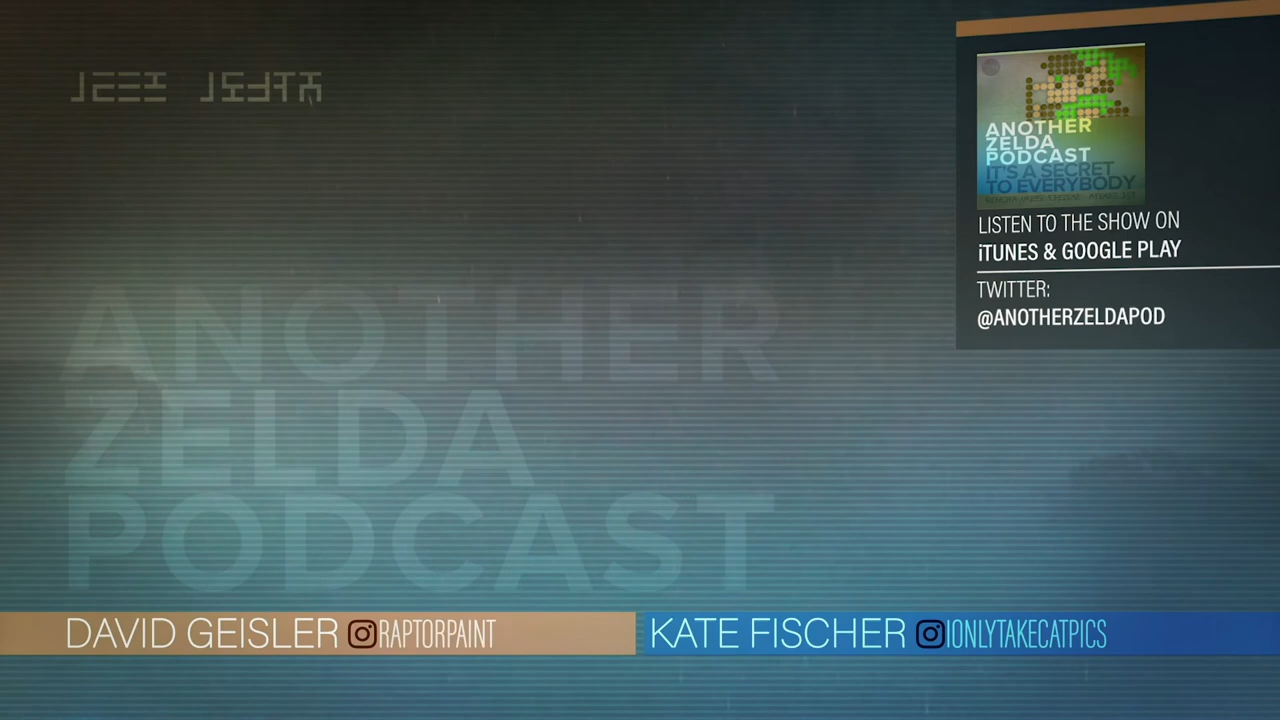 ANOTHER
ZELDA
PODCAST
IT'S A SECRET
TO EVERYBODY
LISTEN TO THE SHOW ON
iTUNES & GOOGLE PLAY
TWITTER:
@ANOTHERZELDAPOD
ANOTHER
ZELDA
PODCAST
DAVID GEISLER RAPTORPAINT
KATE FISCHER IONLYTAKECATPICS